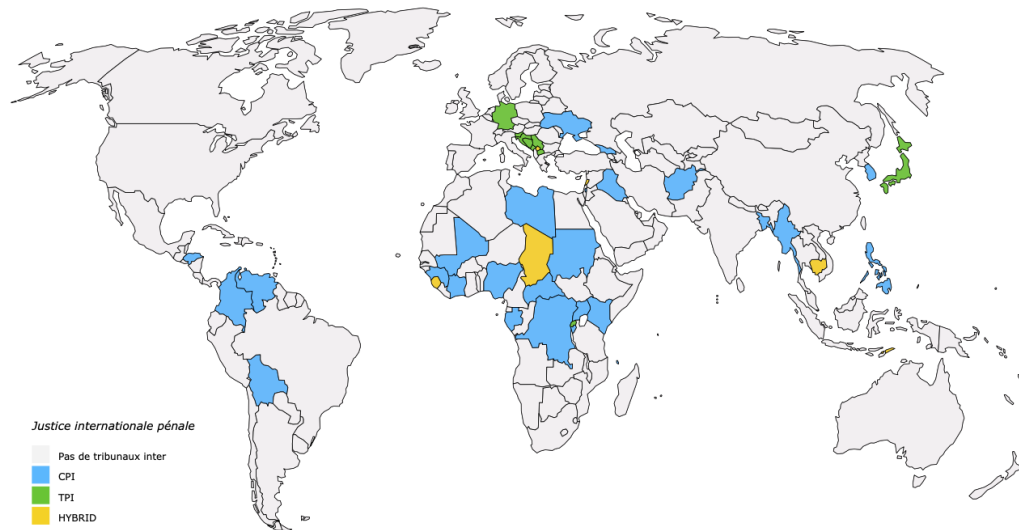 Justice internationale pénale
Pas de tribunaux inter
CPI
TPI
HYBRID